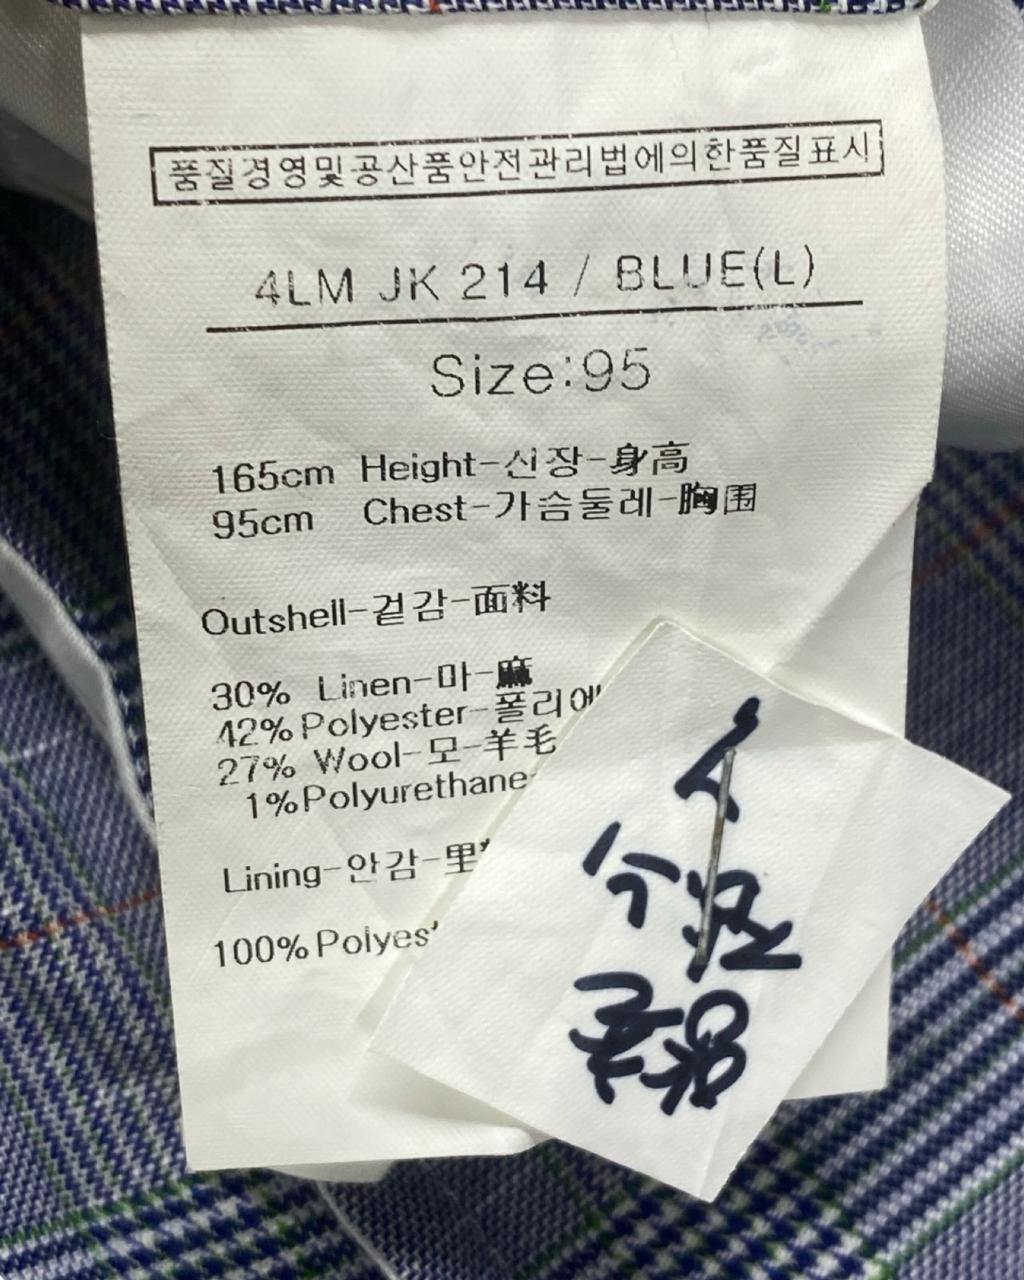 품질경영및공산품안전관리법에의한품질표시
4LM JK 214 / BLUE(L)
Size:95
165cm Height-신장-身高
95cm Chest-가슴둘레-胸围
Outshell-겉감-面料
30% Linen-마-麻
42% Polyester-폴리에
27% Wool-모-羊毛
1% Polyurethane-
Lining-안감-里
100% Polyes